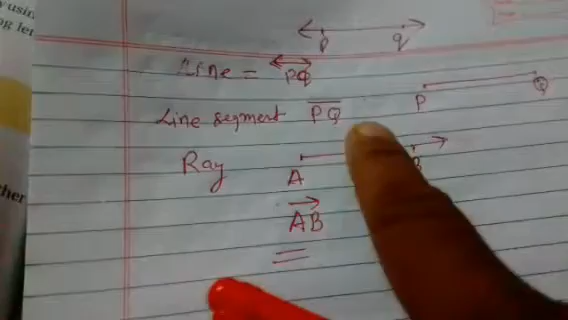 P q
Line = PQ
Line segment PQ P Q
Ray A B
AB